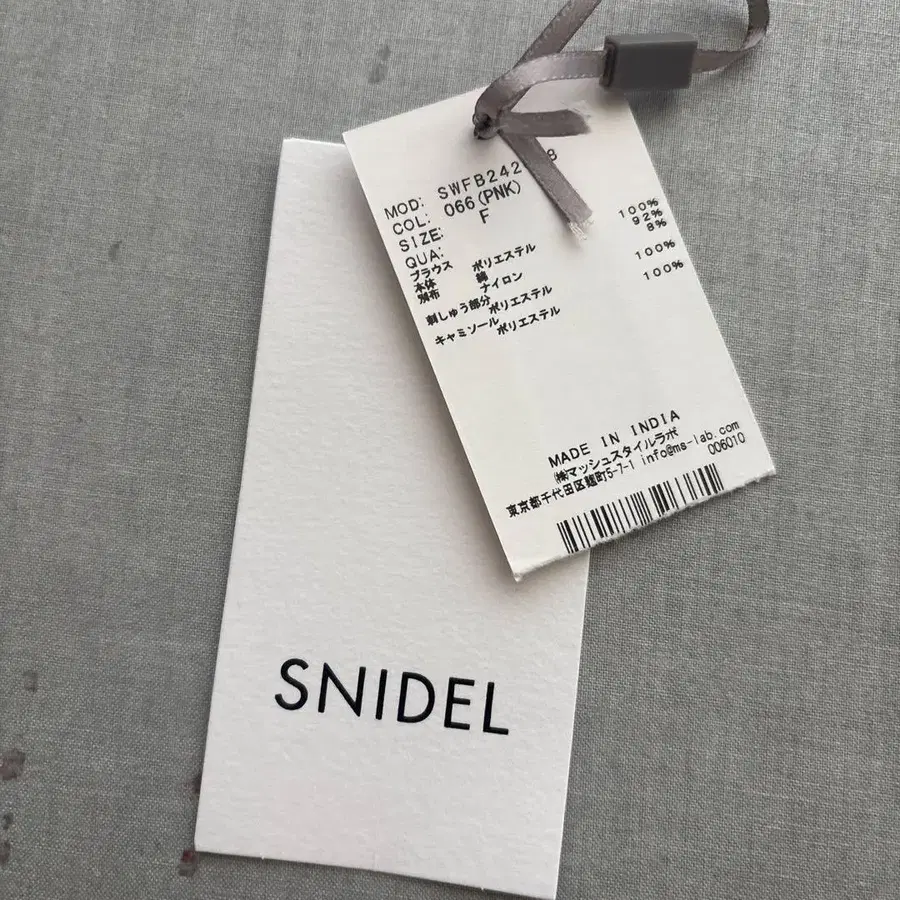 MOD: SWFB242
COL: 066(PNK)
SIZE: F
QUA:
ブラウス
本体 ポリエステル 100%
別布 綿 92%
ナイロン 8%
刺しゅう部分 ポリエステル 100%
キャミソール ポリエステル 100%
MADE IN INDIA
㈱マッシュスタイルラボ
東京都千代田区麹町5-7-1 info@ms-lab.com
006010
SNIDEL